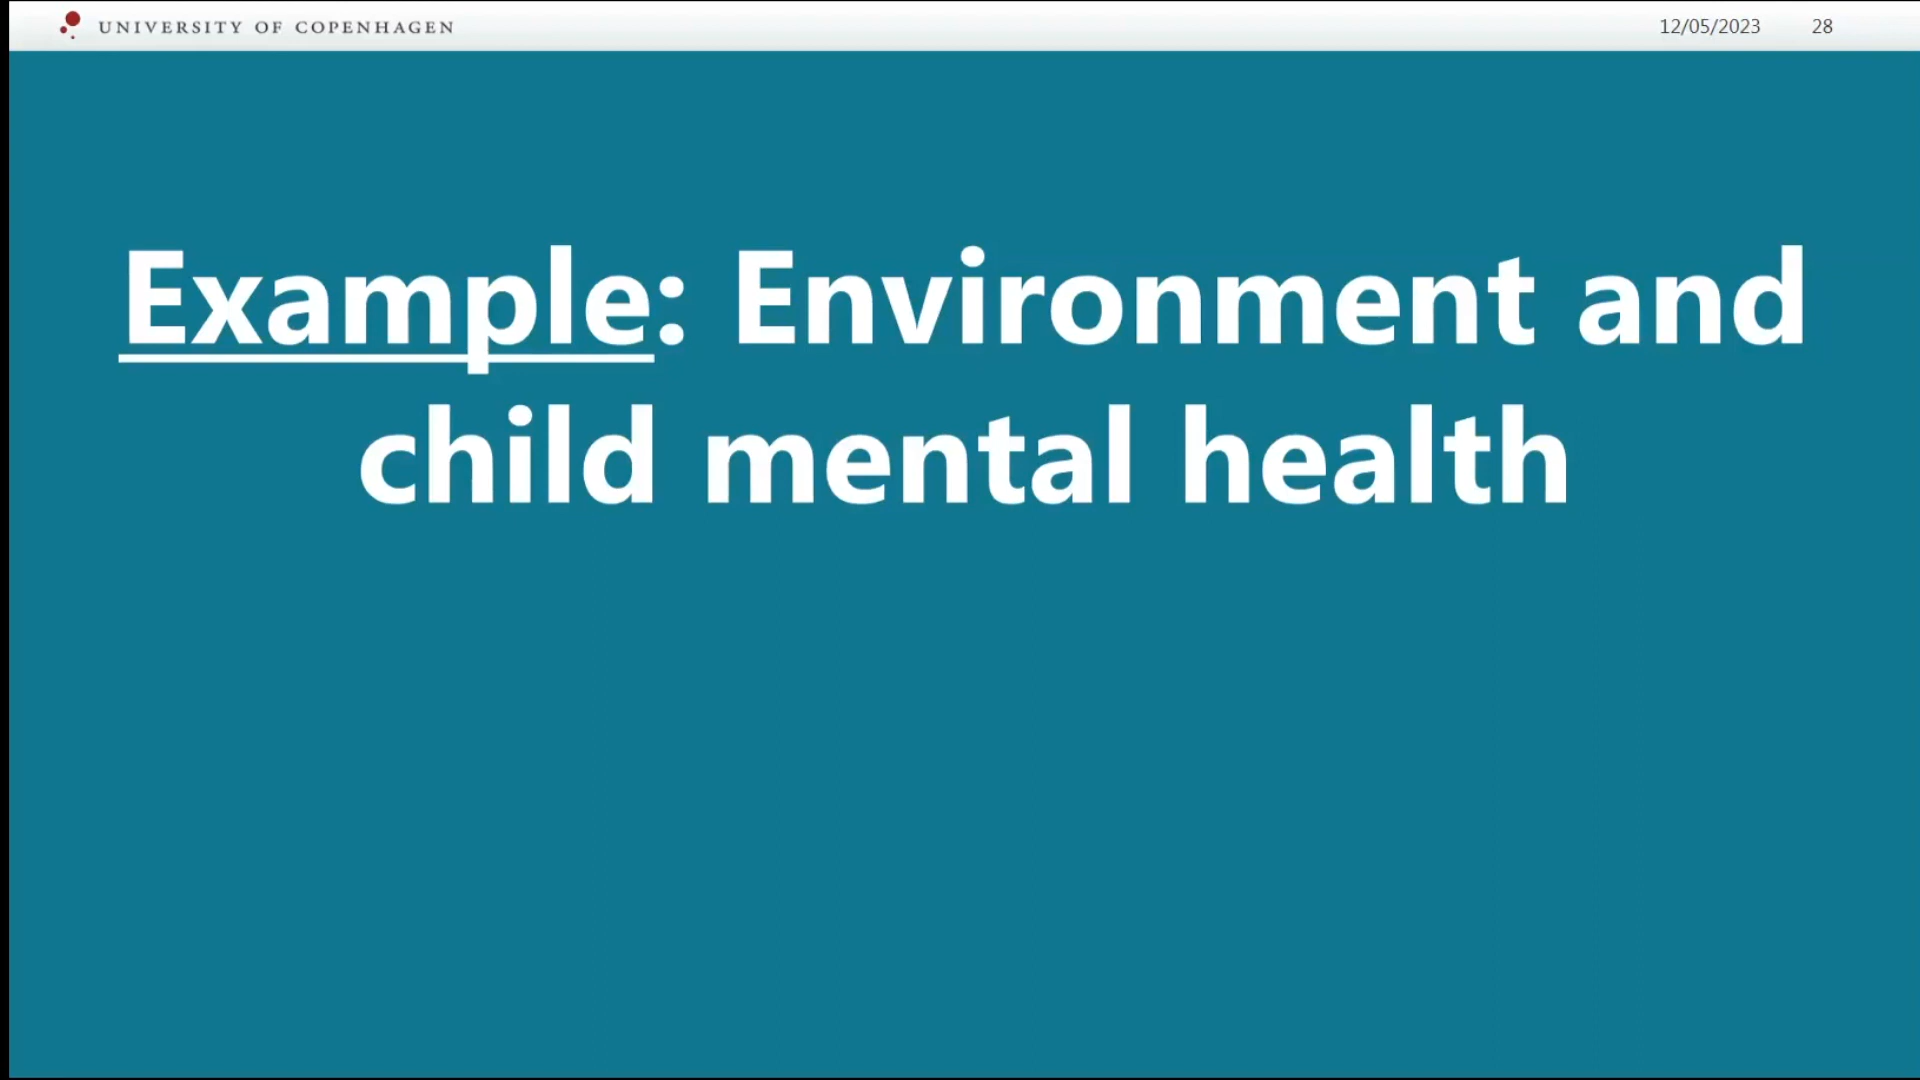 UNIVERSITY OF COPENHAGEN 12/05/2023 28
Example: Environment and
child mental health